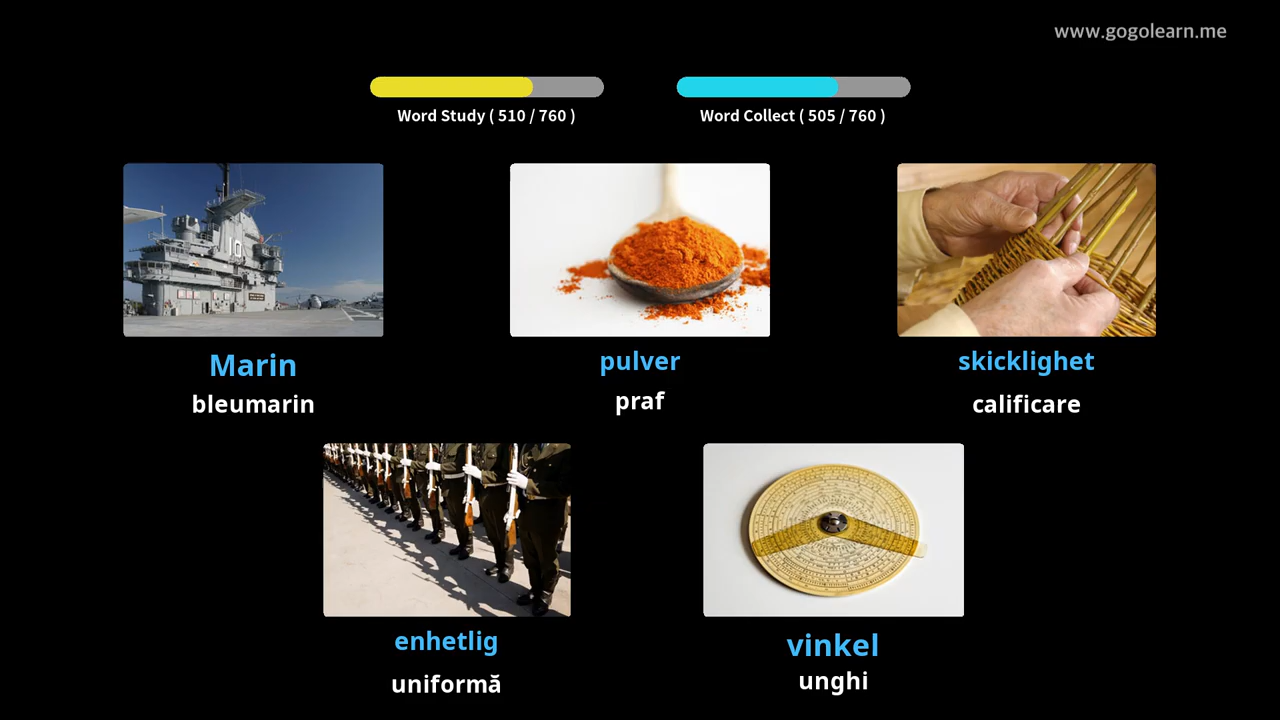 www.gogolearn.me
Word Study ( 510 / 760 )
Word Collect ( 505 / 760 )
10
Marin
bleumarin
pulver
praf
skicklighet
calificare
enhetlig
uniformă
vinkel
unghi